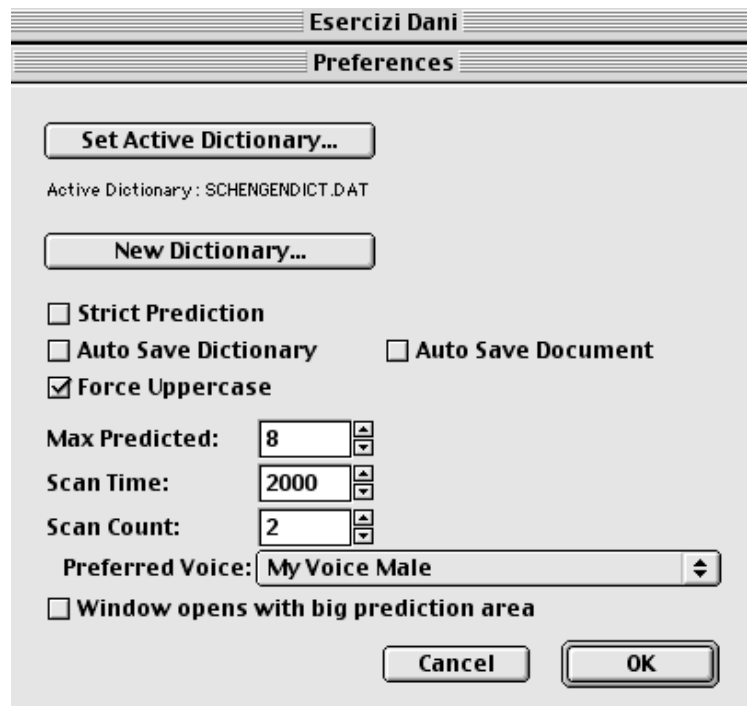 Esercizi Dani
Preferences
Set Active Dictionary...
Active Dictionary : SCHENGENDICT.DAT
New Dictionary...
Strict Prediction
Auto Save Dictionary Auto Save Document
Force Uppercase
Max Predicted: 8
Scan Time: 2000
Scan Count: 2
Preferred Voice: My Voice Male
Window opens with big prediction area
Cancel OK